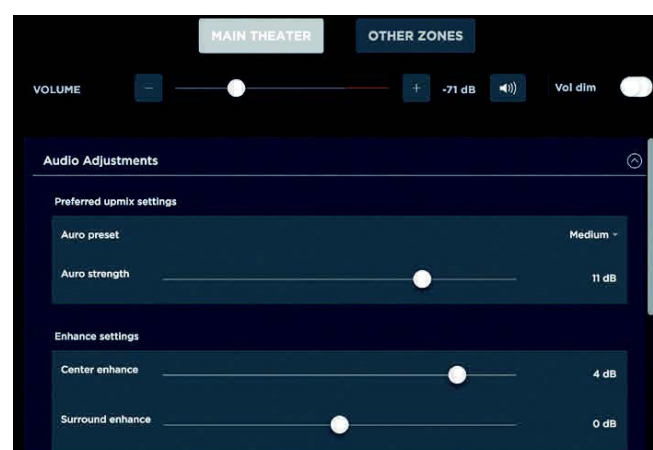 MAIN THEATER OTHER ZONES
VOLUME - + -71 dB Vol dim
Audio Adjustments
Preferred upmix settings
Auro preset Medium
Auro strength 11 dB
Enhance settings
Center enhance 4 dB
Surround enhance 0 dB